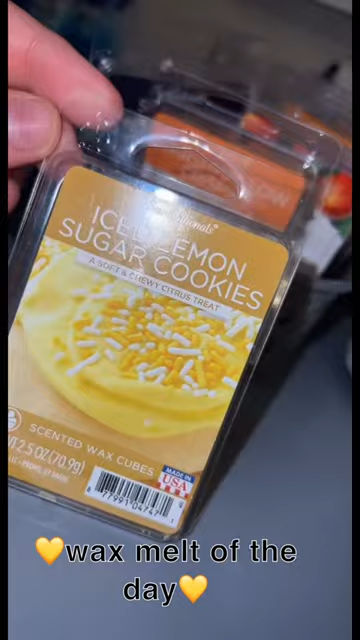 ICED LEMON
SUGAR COOKIES
A SOFT & CHEWY CITRUS TREAT
SCENTED WAX CUBES
WT. 2.5 OZ (70.9g)
MADE IN
USA
💛wax melt of the
day💛